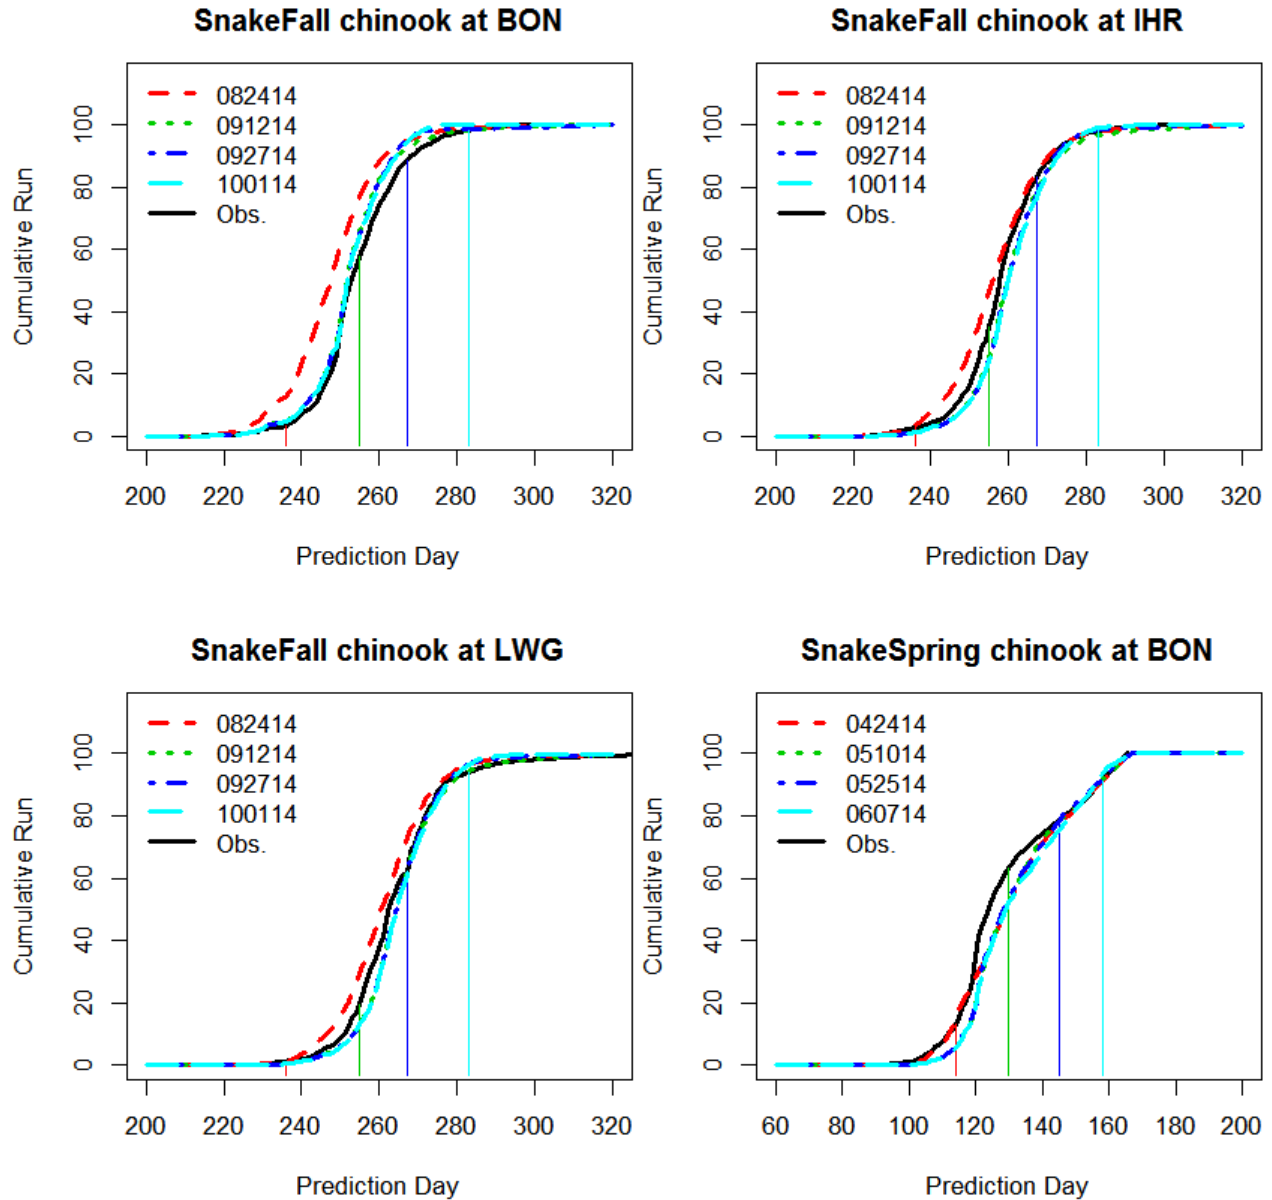 SnakeFall chinook at BON
Cumulative Run
100
80
60
40
20
0
082414
091214
092714
100114
Obs.
200 220 240 260 280 300 320
Prediction Day
SnakeFall chinook at IHR
Cumulative Run
100
80
60
40
20
0
082414
091214
092714
100114
Obs.
200 220 240 260 280 300 320
Prediction Day
SnakeFall chinook at LWG
Cumulative Run
100
80
60
40
20
0
082414
091214
092714
100114
Obs.
200 220 240 260 280 300 320
Prediction Day
SnakeSpring chinook at BON
Cumulative Run
100
80
60
40
20
0
042414
051014
052514
060714
Obs.
60 80 100 120 140 160 180 200
Prediction Day